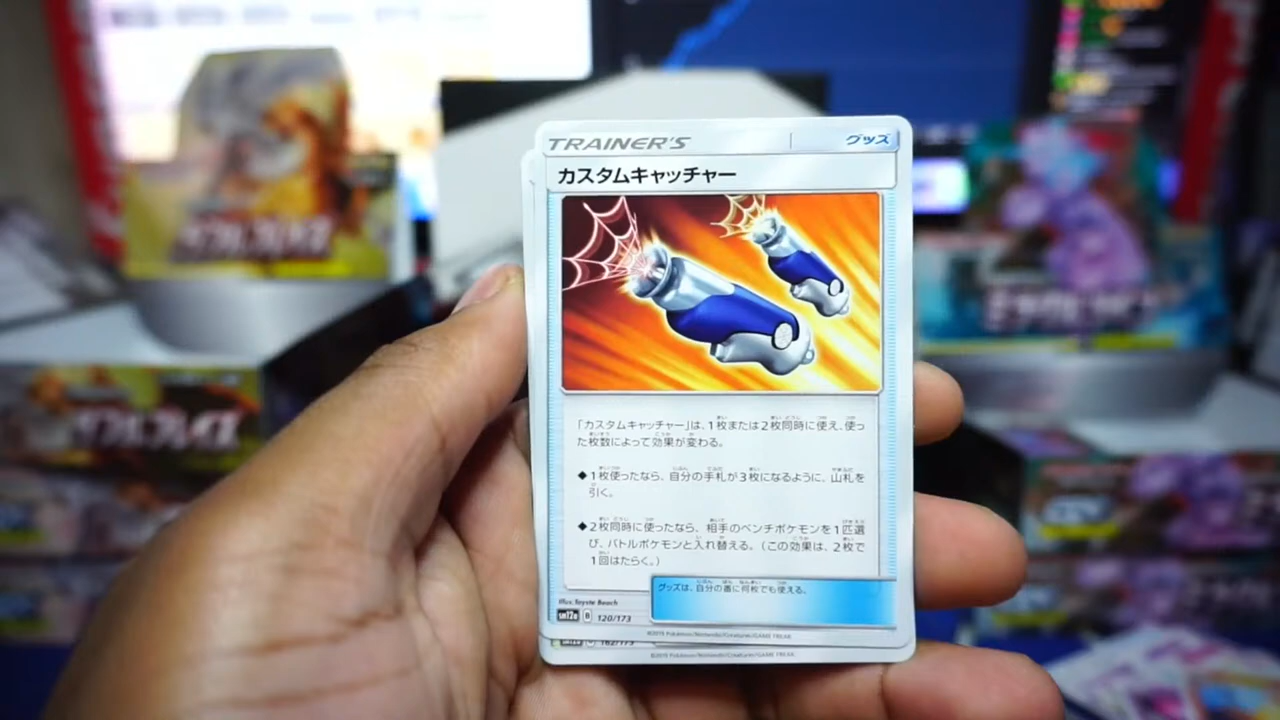 TRAINER'S
グッズ
カスタムキャッチャー
「カスタムキャッチャー」は、1枚または2枚同時に使え、使っ
た枚数によって効果が変わる。
◆1枚使ったなら、自分の手札が3枚になるように、山札を
引く。
◆2枚同時に使ったなら、相手のベンチポケモンを1匹選
び、バトルポケモンと入れ替える。(この効果は、2枚で
1回はたらく。)
グッズは、自分の番に何枚でも使える。
Illus. Toyste Beach
SM12a
120/173
©2019 Pokémon/Nintendo/Creatures/GAME FREAK
162/173
©2019 Pokémon/Nintendo/Creatures/GAME FREAK